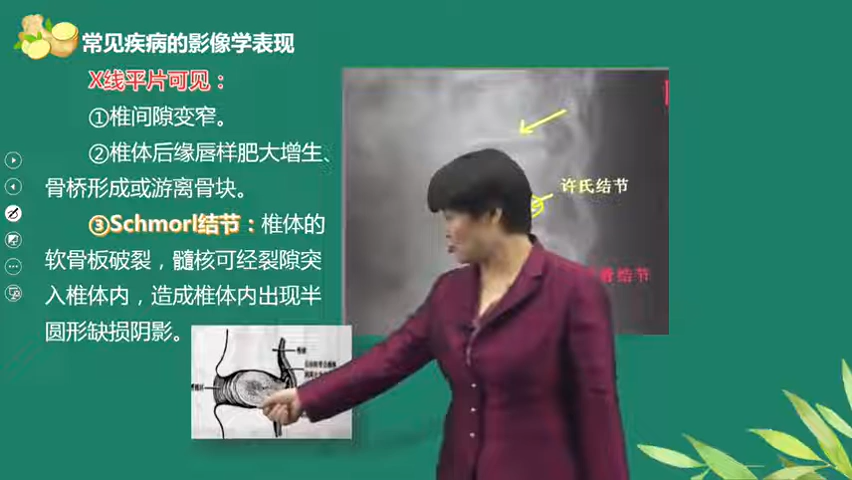 常见疾病的影像学表现
X线平片可见：
①椎间隙变窄。
②椎体后缘唇样肥大增生、
骨桥形成或游离骨块。
③Schmorl结节：椎体的
软骨板破裂，髓核可经裂隙突
入椎体内，造成椎体内出现半
圆形缺损阴影。
许氏结节
结节